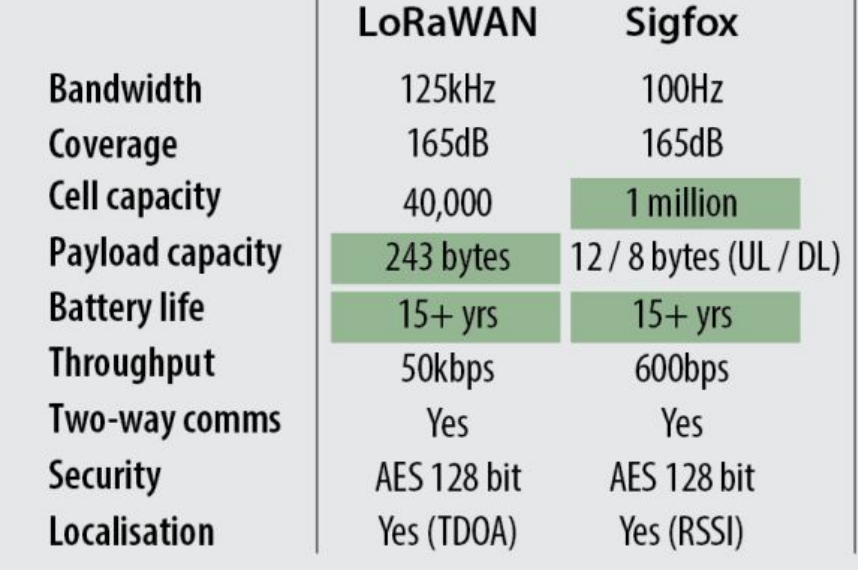 LoRaWAN Sigfox
Bandwidth 125kHz 100Hz
Coverage 165dB 165dB
Cell capacity 40,000 1 million
Payload capacity 243 bytes 12 / 8 bytes (UL / DL)
Battery life 15+ yrs 15+ yrs
Throughput 50kbps 600bps
Two-way comms Yes Yes
Security AES 128 bit AES 128 bit
Localisation Yes (TDOA) Yes (RSSI)